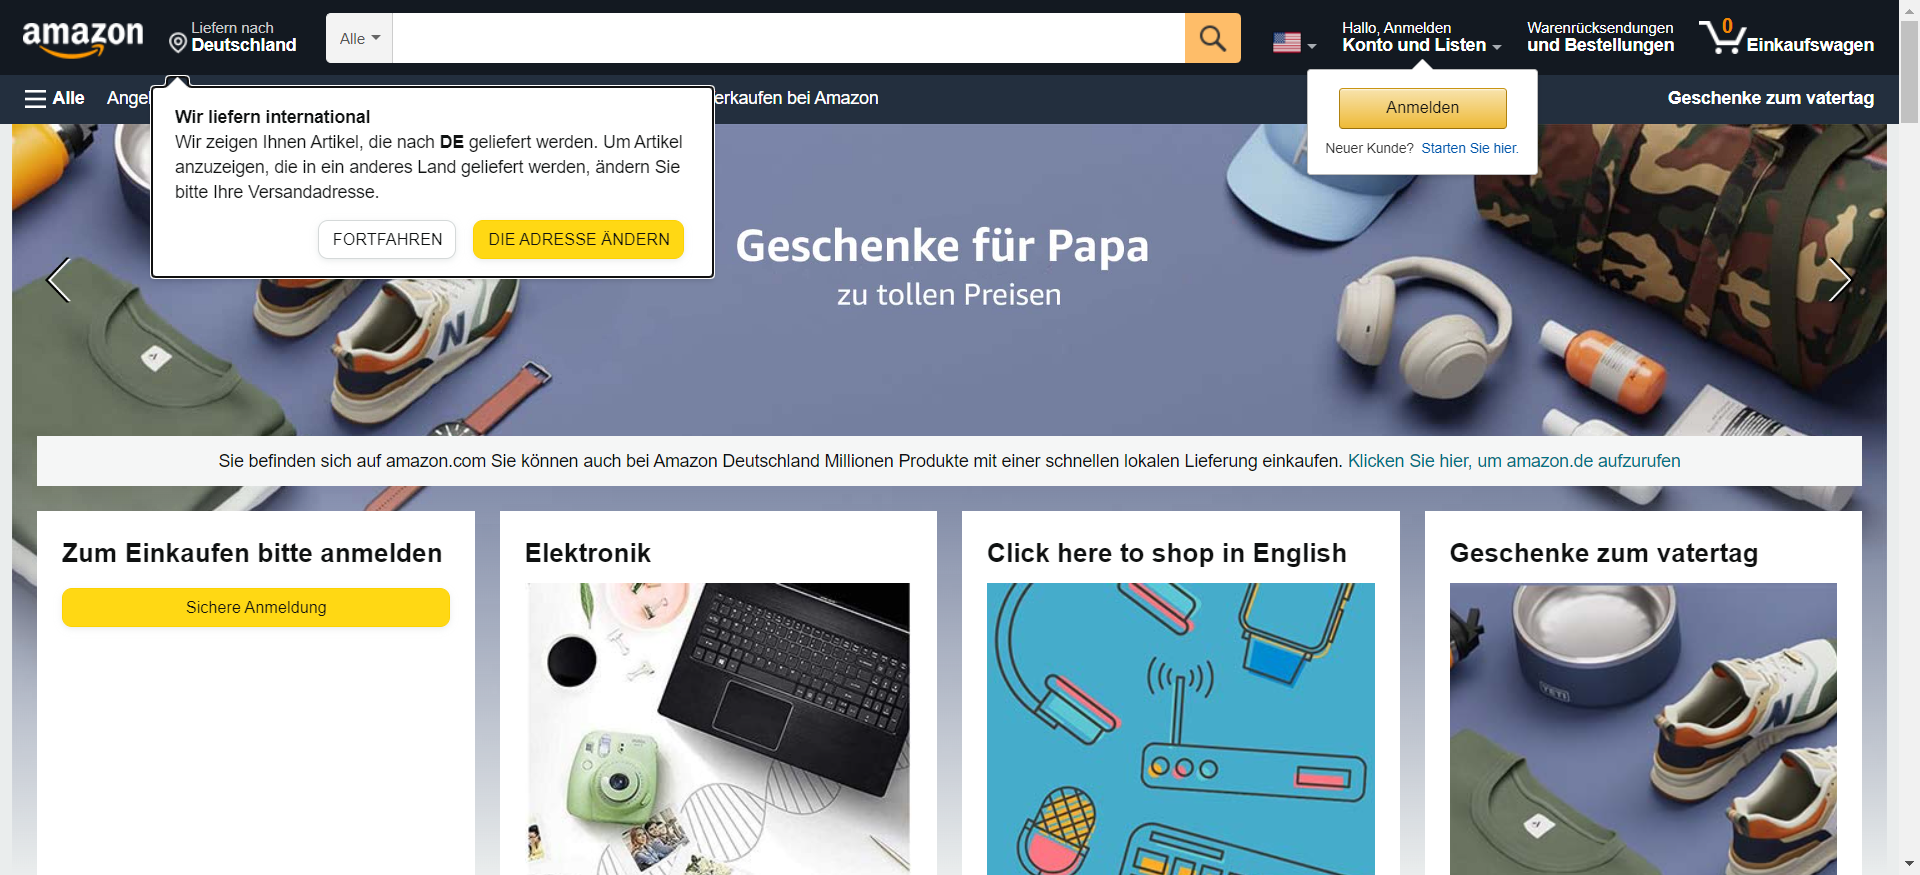 amazon
Liefern nach
Deutschland
Alle
Hallo, Anmelden
Konto und Listen
Warenrücksendungen
und Bestellungen
0
Einkaufswagen
Alle
Ange
erkaufen bei Amazon
Geschenke zum vatertag
Wir liefern international
Wir zeigen Ihnen Artikel, die nach DE geliefert werden. Um Artikel
anzuzeigen, die in ein anderes Land geliefert werden, ändern Sie
bitte Ihre Versandadresse.
FORTFAHREN
DIE ADRESSE ÄNDERN
Anmelden
Neuer Kunde? Starten Sie hier.
Geschenke für Papa
zu tollen Preisen
N
Sie befinden sich auf amazon.com Sie können auch bei Amazon Deutschland Millionen Produkte mit einer schnellen lokalen Lieferung einkaufen. Klicken Sie hier, um amazon.de aufzurufen
Zum Einkaufen bitte anmelden
Sichere Anmeldung
Elektronik
Click here to shop in English
Geschenke zum vatertag
YETI
N